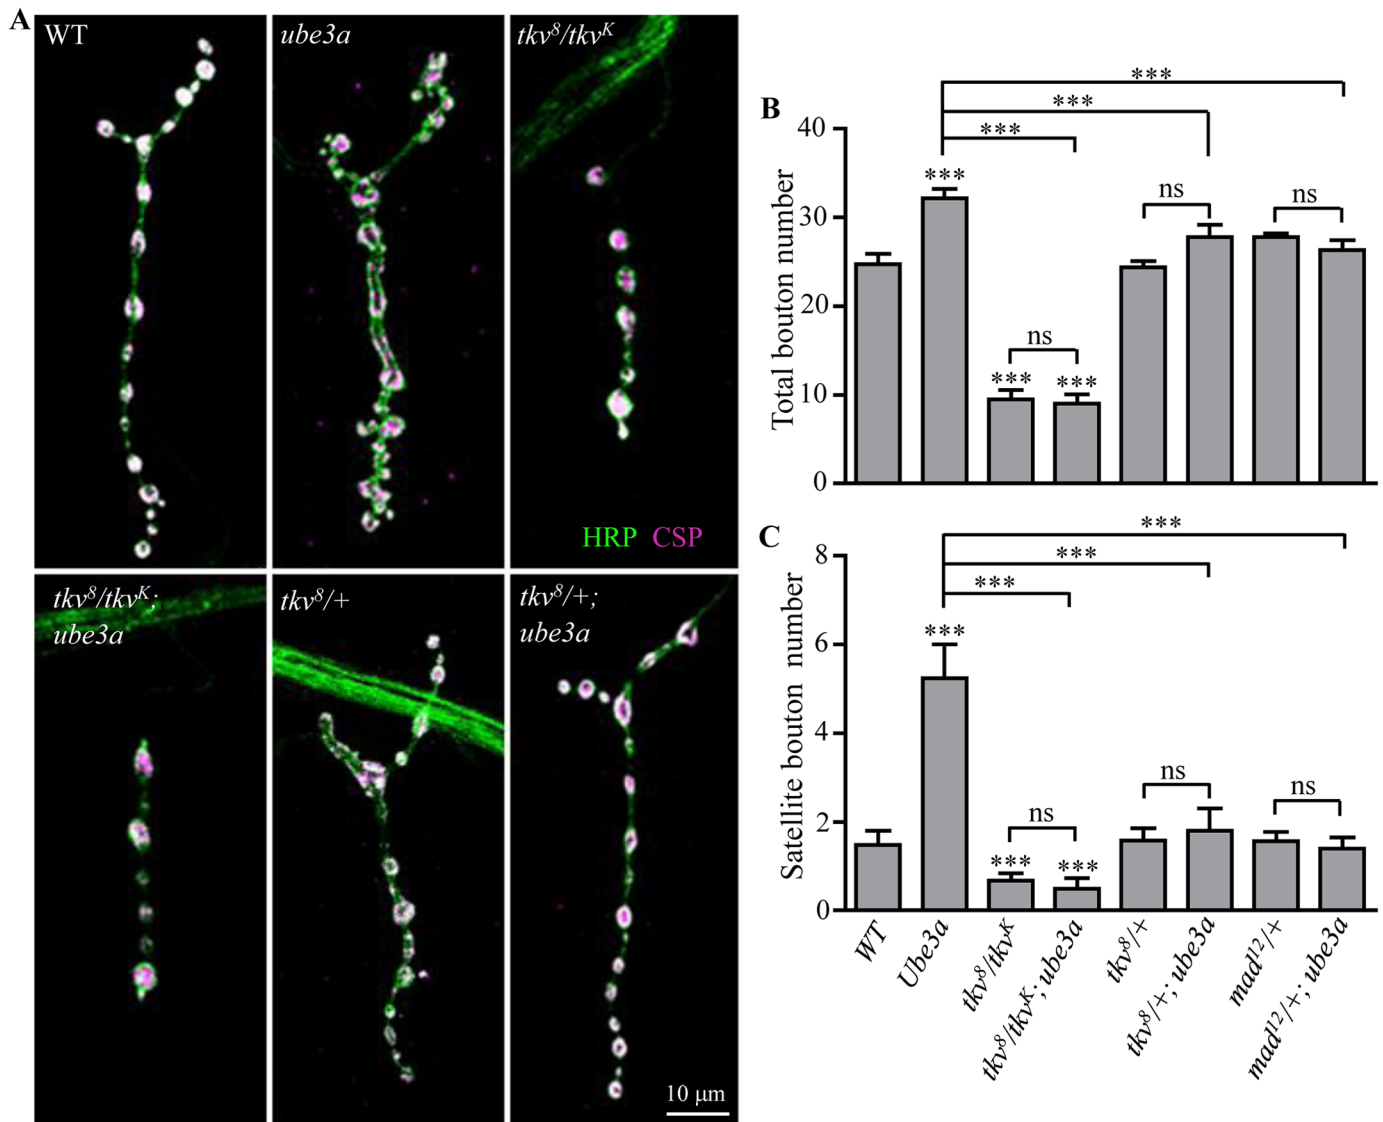 A
WT
ube3a
tkv⁸/tkvᴷ
HRP CSP
tkv⁸/tkvᴷ;
ube3a
tkv⁸/+
tkv⁸/+;
ube3a
10 μm
B
***
***
***
***
ns
ns
ns
***
***
Total bouton number
40
30
20
10
0
C
***
***
***
***
ns
ns
ns
***
***
Satellite bouton number
8
6
4
2
0
WT
Ube3a
tkv⁸/tkvᴷ
tkv⁸/tkvᴷ; ube3a
tkv⁸/+
tkv⁸/+; ube3a
mad¹²/+
mad¹²/+; ube3a